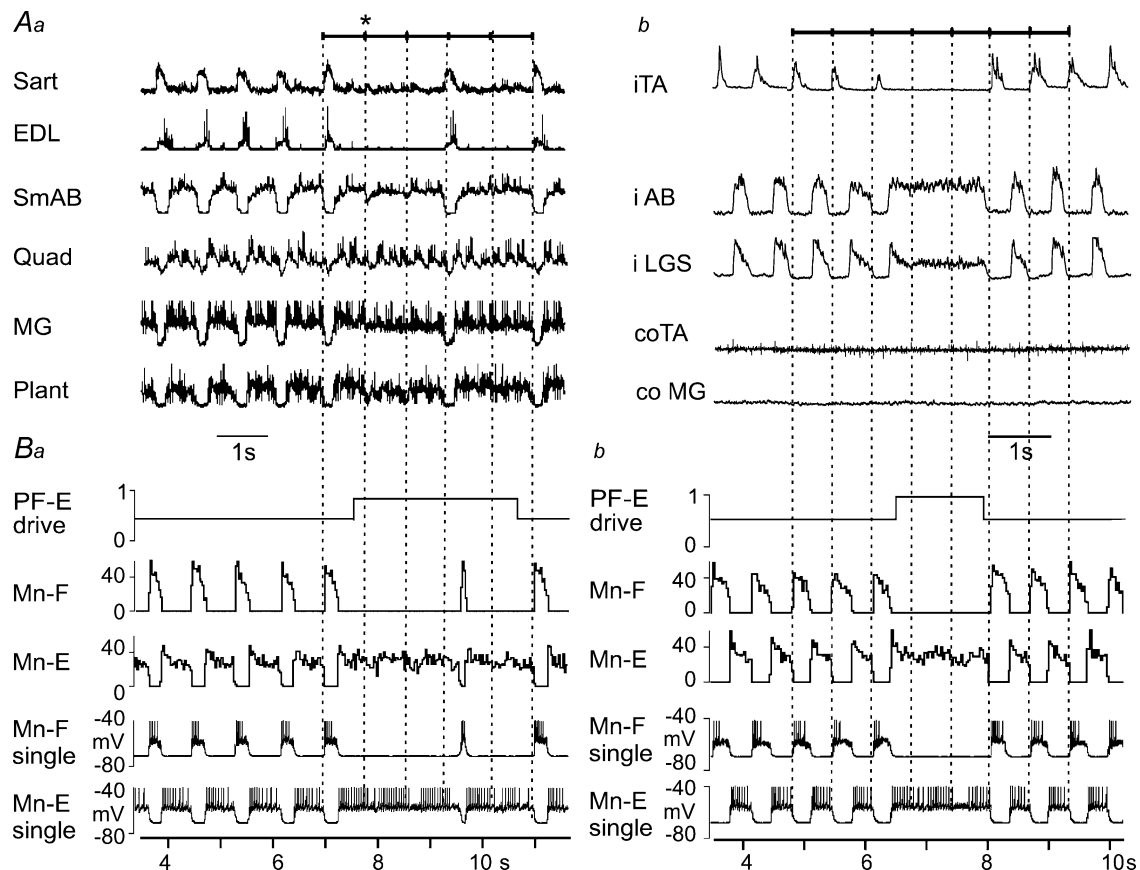 Aa
*
Sart
EDL
SmAB
Quad
MG
Plant
1s
b
iTA
i AB
i LGS
coTA
co MG
1s
Ba
PF-E
drive
1
0
Mn-F
40
0
Mn-E
40
0
Mn-F
single
-40
mV
-80
Mn-E
single
-40
mV
-80
4 6 8 10 s
b
PF-E
drive
1
0
Mn-F
40
0
Mn-E
40
0
Mn-F
single
-40
mV
-80
Mn-E
single
-40
mV
-80
4 6 8 10s